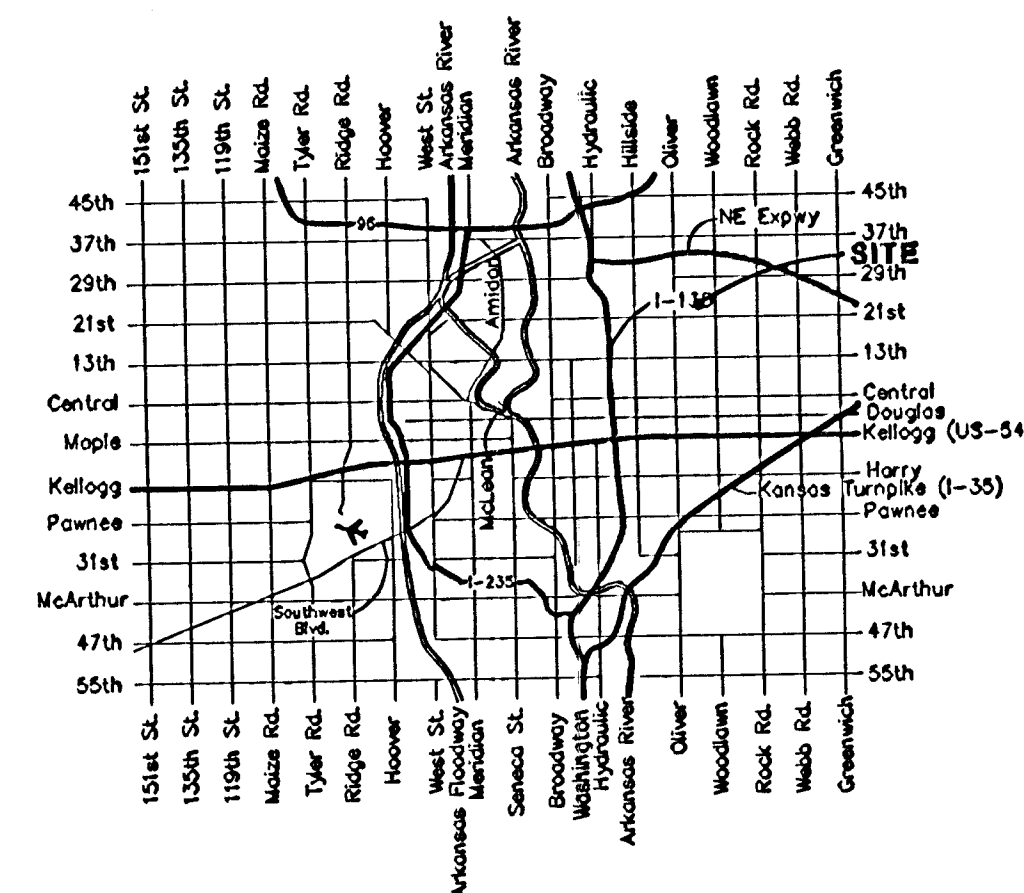 151st St.
135th St.
119th St.
Maize Rd.
Tyler Rd.
Ridge Rd.
Hoover
West St.
Arkansas River
Meridian
Arkansas River
Broadway
Hydraulic
Hillside
Oliver
Woodlawn
Rock Rd.
Webb Rd.
Greenwich
45th
37th
29th
21st
13th
Central
Maple
Kellogg
Pawnee
31st
McArthur
47th
55th
96
Amidon
McLean
I-235
Southwest
Blvd.
I-135
NE Expwy
45th
37th
SITE
29th
21st
13th
Central
Douglas
Kellogg (US-54
Harry
Kansas Turnpike (I-35)
Pawnee
31st
McArthur
47th
55th
151st St.
135th St.
119th St.
Maize Rd.
Tyler Rd.
Ridge Rd.
Hoover
West St.
Arkansas Floodway
Meridian
Seneca St.
Broadway
Washington
Hydraulic
Arkansas River
Oliver
Woodlawn
Rock Rd.
Webb Rd.
Greenwich